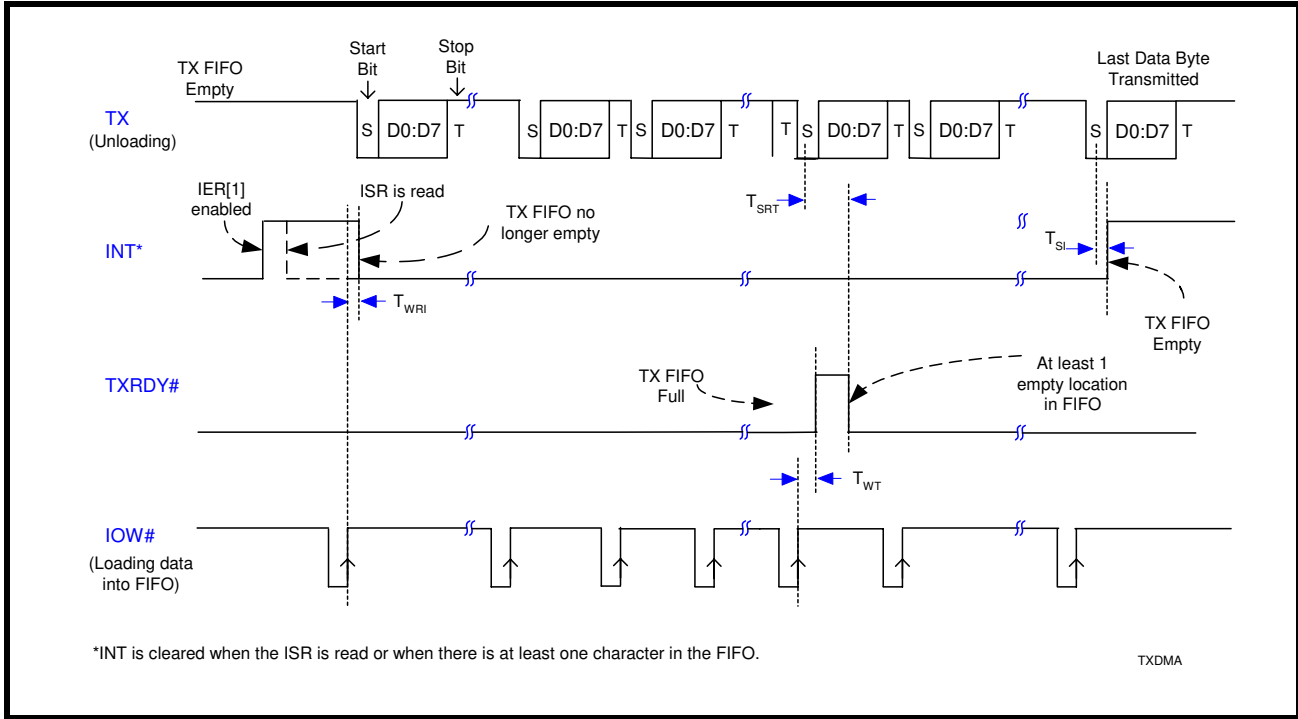 Start
Bit
Stop
Bit
TX FIFO
Empty
Last Data Byte
Transmitted
TX
(Unloading)
S D0:D7 T S D0:D7 T S D0:D7 T T S D0:D7 T S D0:D7 T S D0:D7 T
IER[1]
enabled
ISR is read
TX FIFO no
longer empty
TSRT
INT*
TSI
TWRI
TX FIFO
Empty
TXRDY#
TX FIFO
Full
At least 1
empty location
in FIFO
TWT
IOW#
(Loading data
into FIFO)
*INT is cleared when the ISR is read or when there is at least one character in the FIFO.
TXDMA